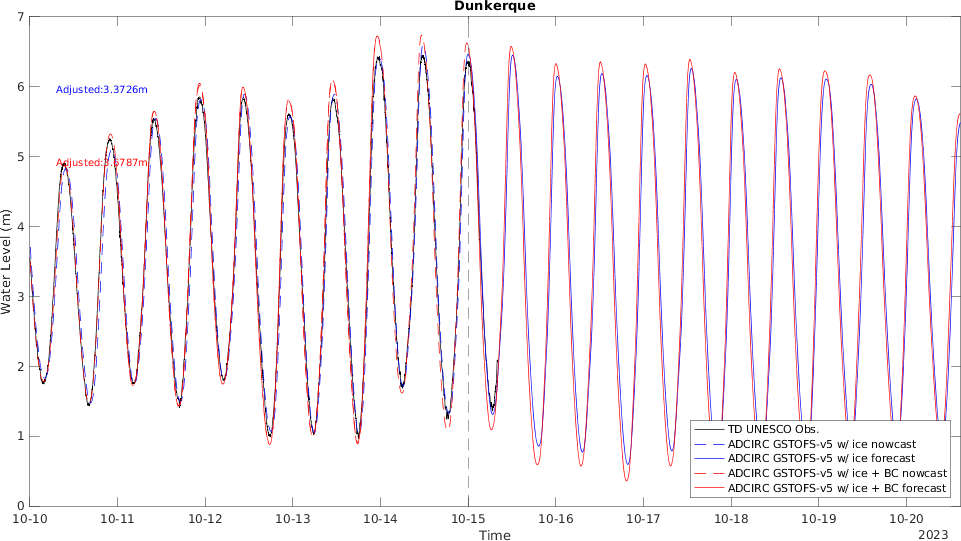 Dunkerque
7
6
5
4
3
2
1
0
Water Level (m)
Adjusted:3.3726m
Adjusted:3.6787m
TD UNESCO Obs.
ADCIRC GSTOFS-v5 w/ ice nowcast
ADCIRC GSTOFS-v5 w/ ice forecast
ADCIRC GSTOFS-v5 w/ ice + BC nowcast
ADCIRC GSTOFS-v5 w/ ice + BC forecast
10-10 10-11 10-12 10-13 10-14 10-15 10-16 10-17 10-18 10-19 10-20
Time
2023